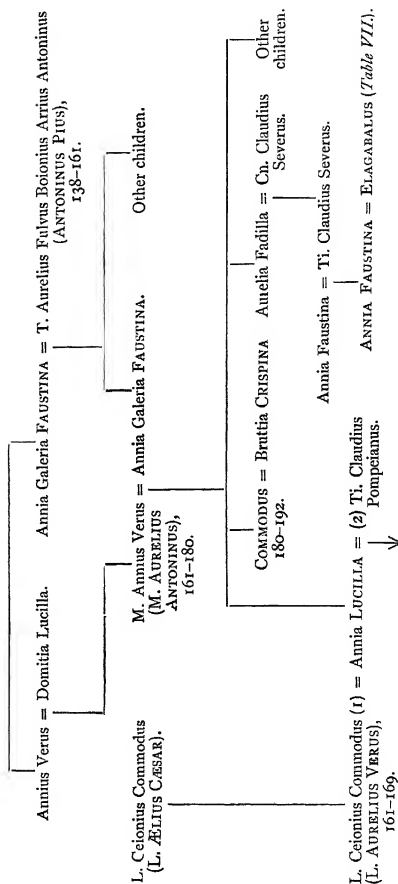 Annius Verus = Domitia Lucilla.
Annia Galeria FAUSTINA = T. Aurelius Fulvus Boionius Arrius Antoninus
(ANTONINUS PIUS),
138–161.
L. Ceionius Commodus
(L. ÆLIUS CÆSAR).
M. Annius Verus = Annia Galeria FAUSTINA.
(M. AURELIUS
ANTONINUS),
161–180.
Other children.
COMMODUS = Bruttia CRISPINA
180–192.
Aurelia Fadilla = Cn. Claudius
Severus.
Other
children.
Annia Faustina = Ti. Claudius Severus.
L. Ceionius Commodus (1) = Annia LUCILLA = (2) Ti. Claudius
(L. AURELIUS VERUS),
Pompeianus.
161–169.
ANNIA FAUSTINA = ELAGABALUS (Table VII.).